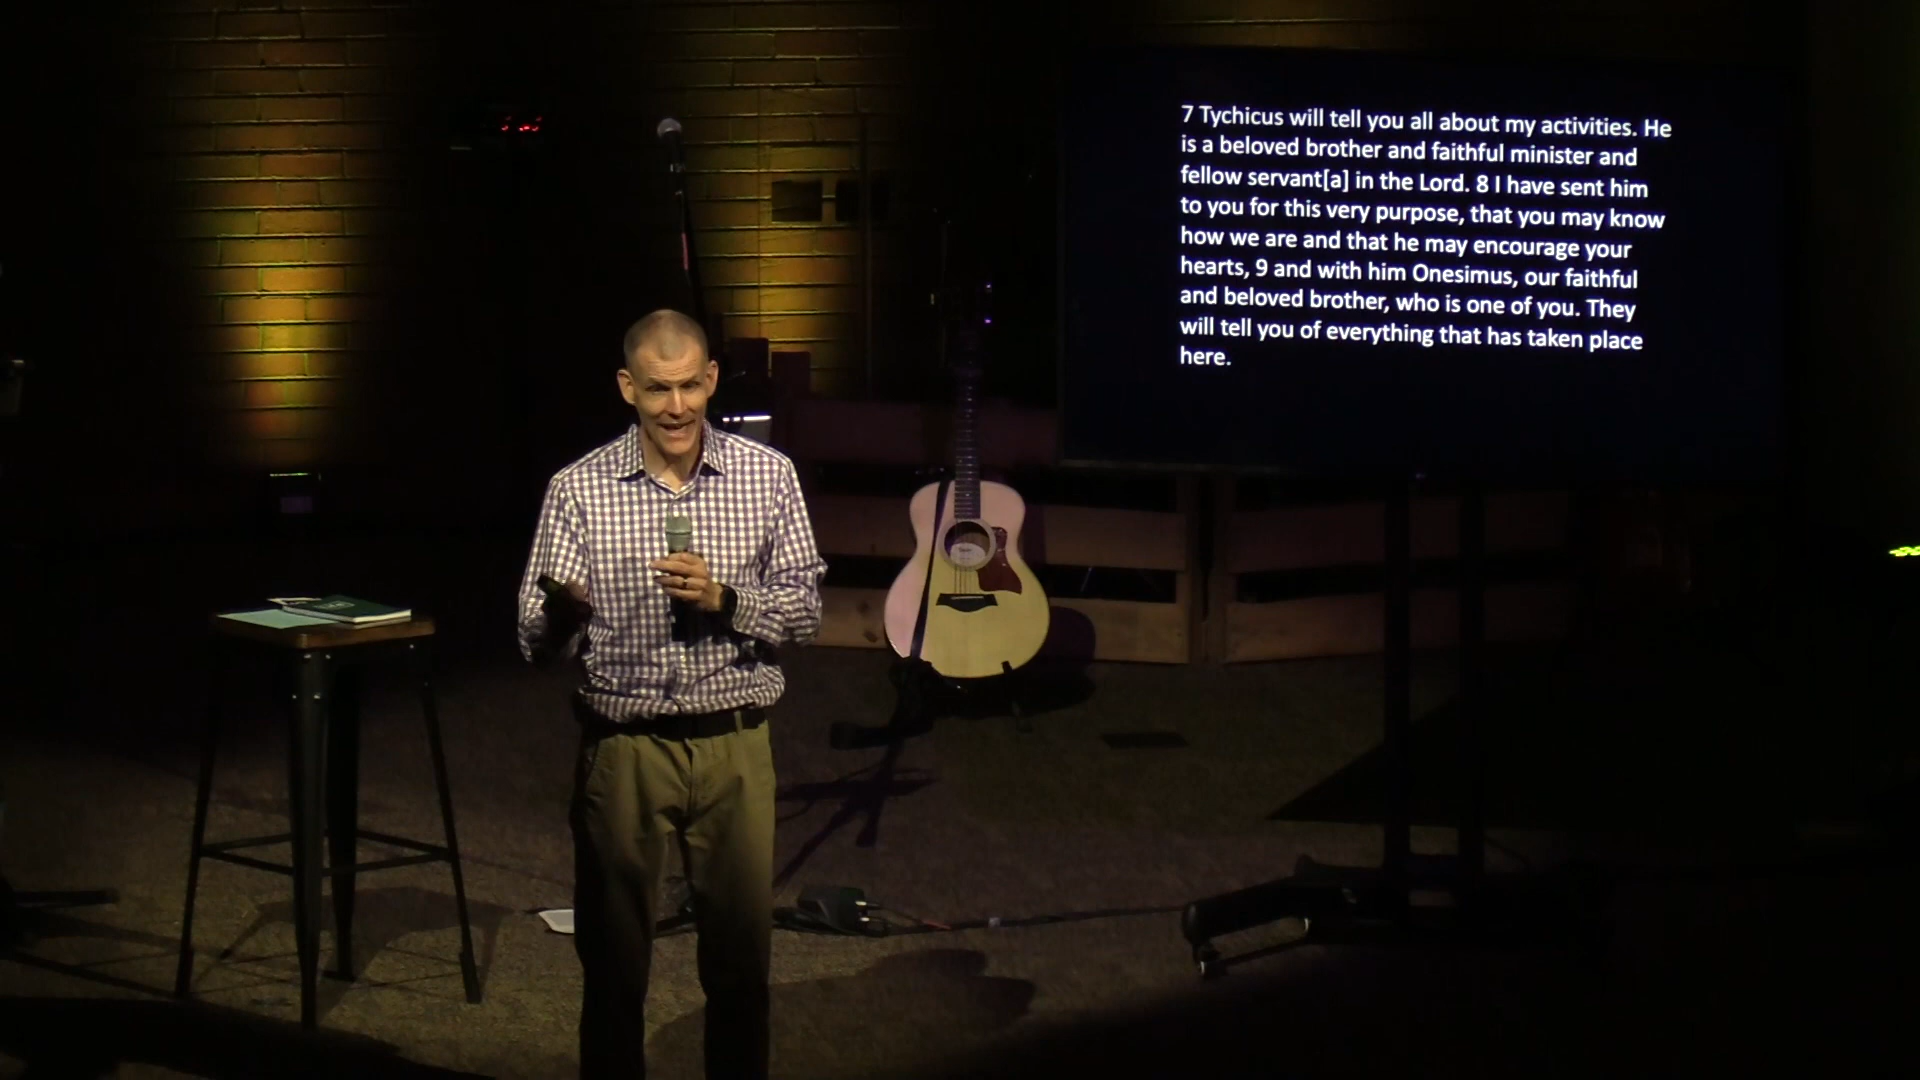 7 Tychicus will tell you all about my activities. He
is a beloved brother and faithful minister and
fellow servant[a] in the Lord. 8 I have sent him
to you for this very purpose, that you may know
how we are and that he may encourage your
hearts, 9 and with him Onesimus, our faithful
and beloved brother, who is one of you. They
will tell you of everything that has taken place
here.